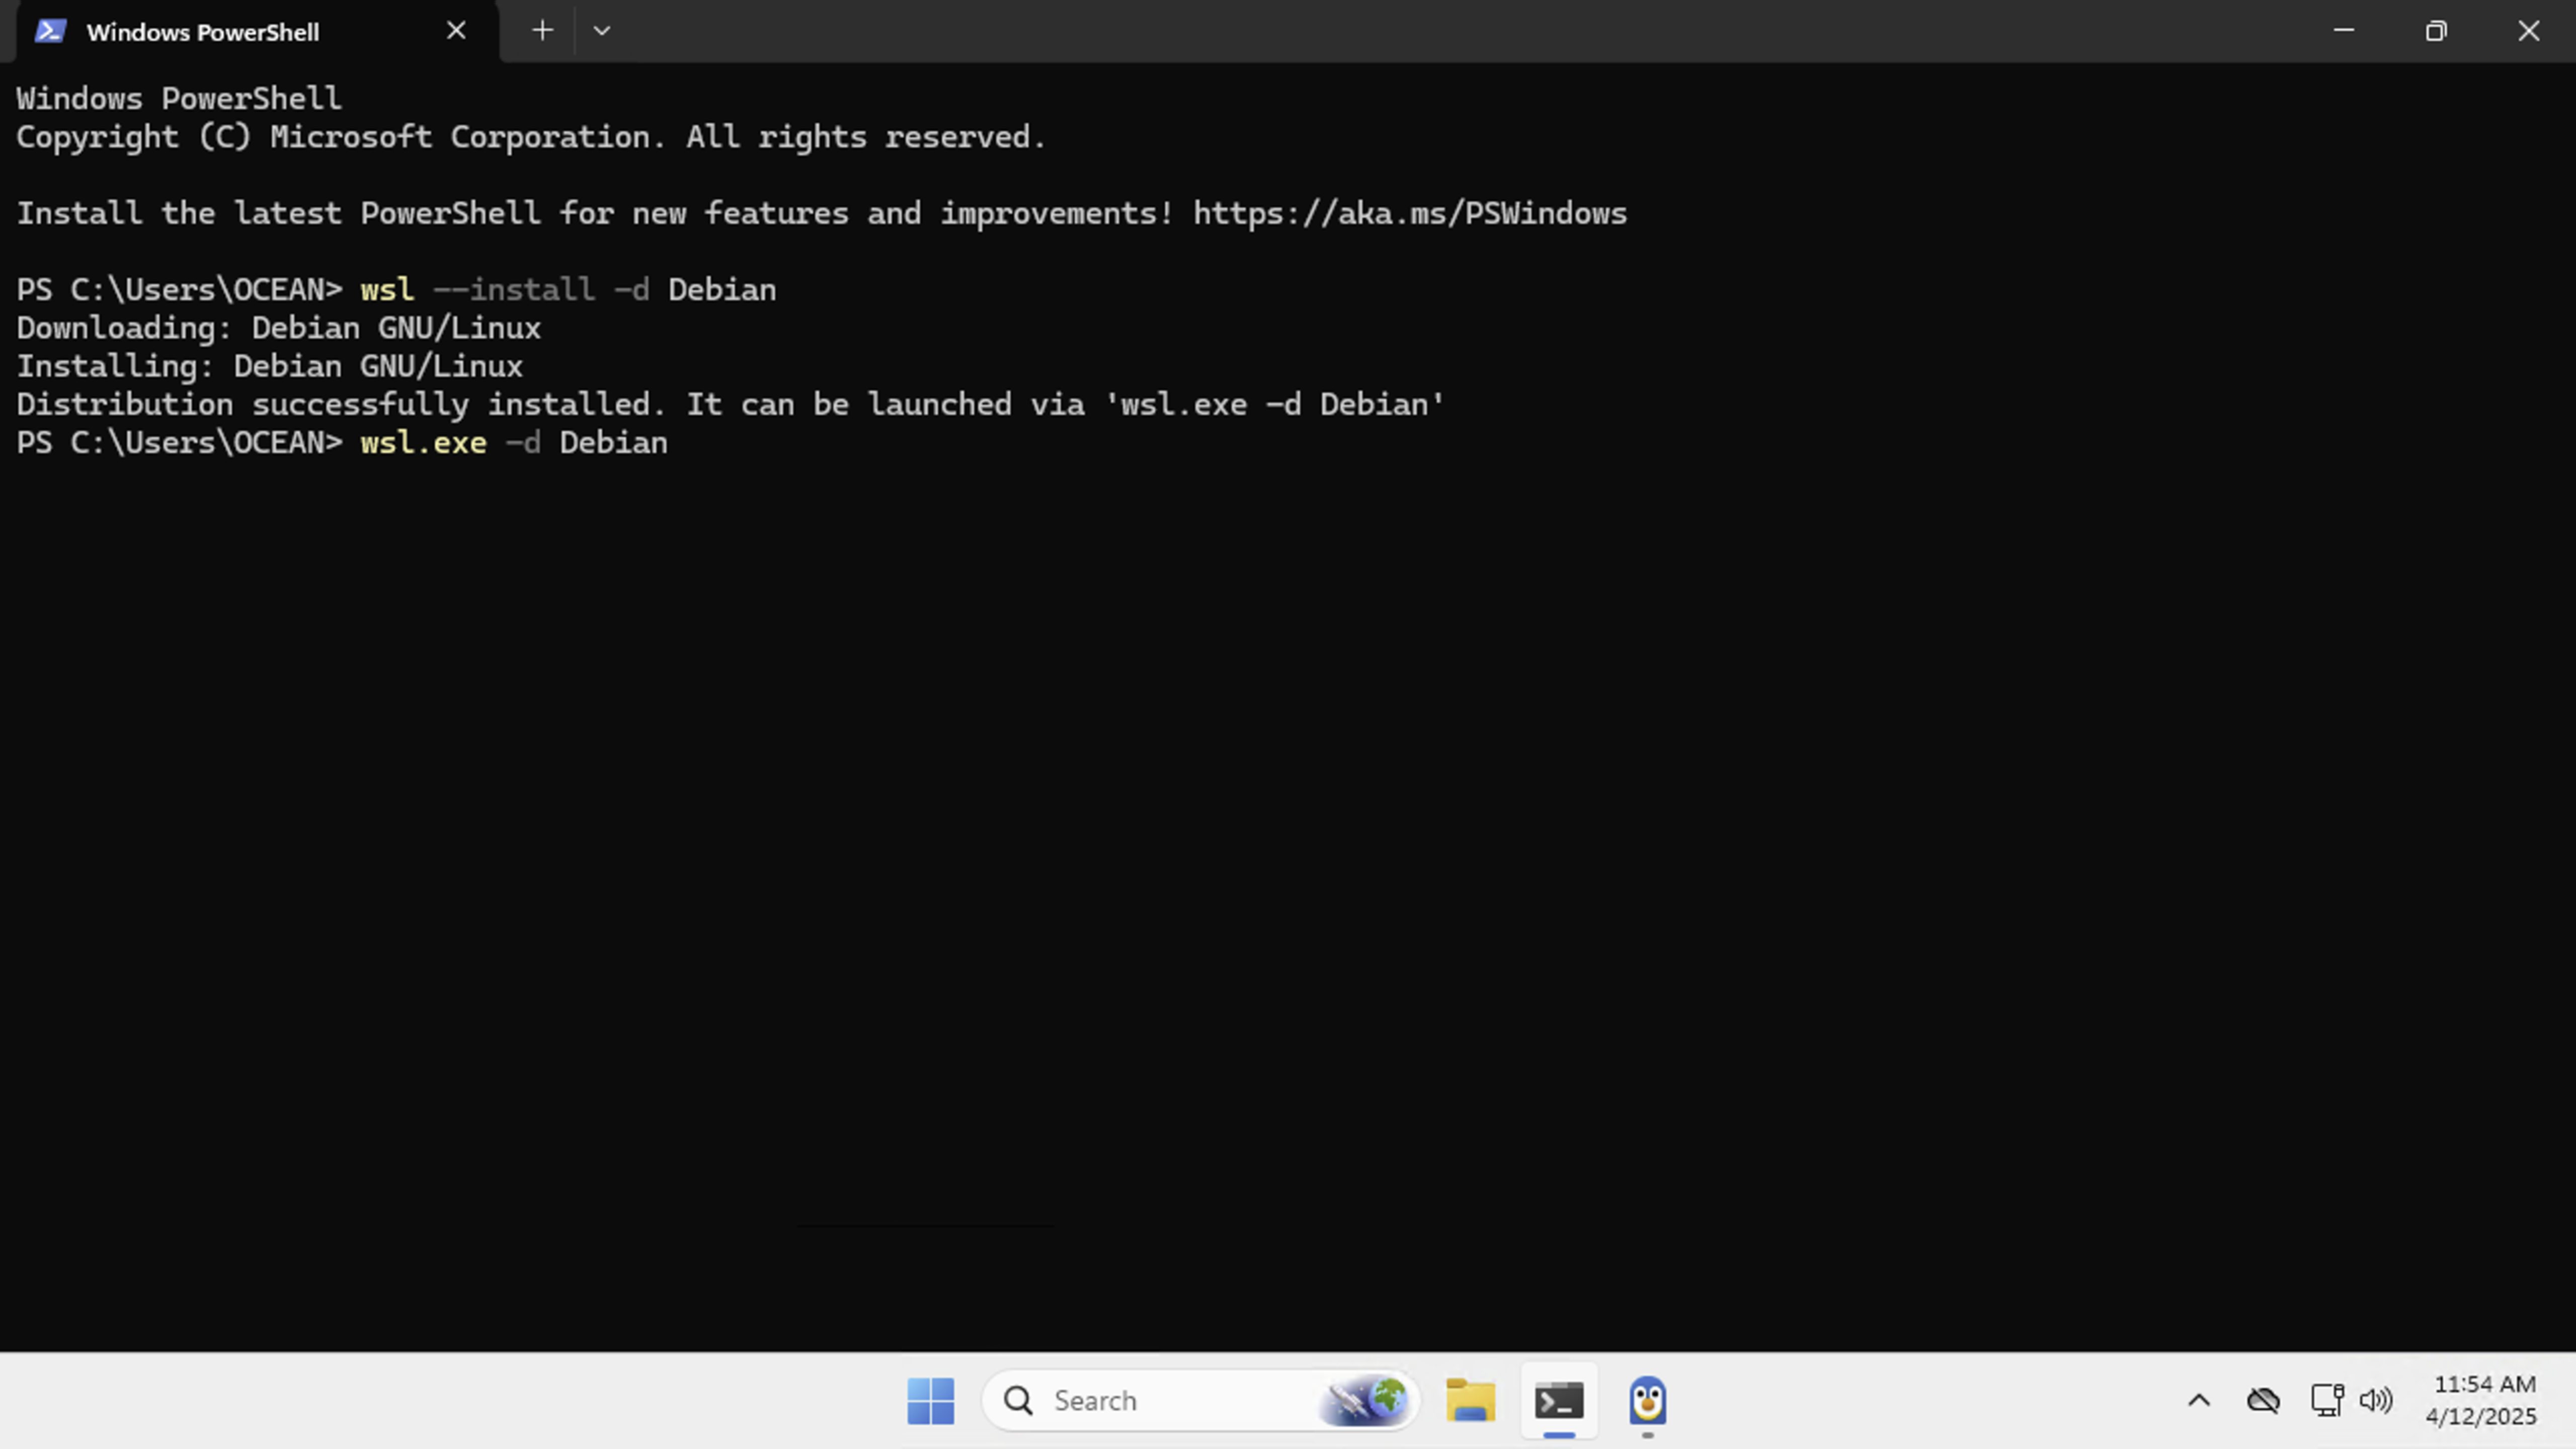 Windows PowerShell
Windows PowerShell
Copyright (C) Microsoft Corporation. All rights reserved.
Install the latest PowerShell for new features and improvements! https://aka.ms/PSWindows
PS C:\Users\OCEAN> wsl --install -d Debian
Downloading: Debian GNU/Linux
Installing: Debian GNU/Linux
Distribution successfully installed. It can be launched via 'wsl.exe -d Debian'
PS C:\Users\OCEAN> wsl.exe -d Debian
Search
11:54 AM
4/12/2025